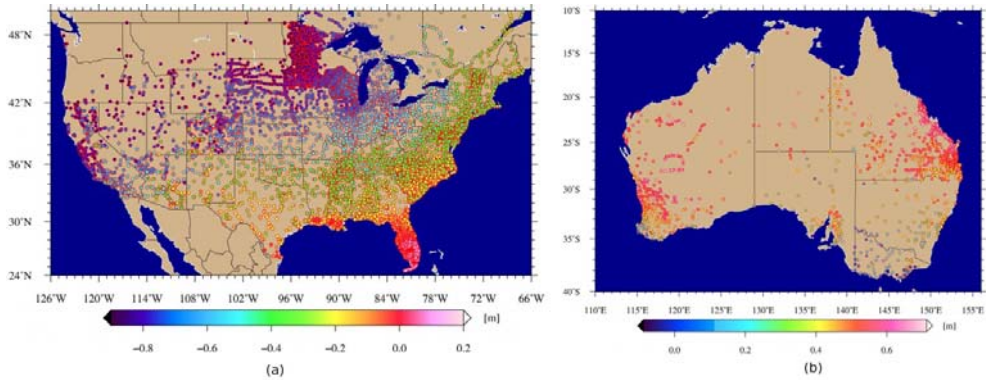 48°N
42°N
36°N
30°N
24°N
126°W 120°W 114°W 108°W 102°W 96°W 90°W 84°W 78°W 72°W 66°W
[m]
−0.8 −0.6 −0.4 −0.2 0.0 0.2
(a)
10°S
15°S
20°S
25°S
30°S
35°S
40°S
110°E 115°E 120°E 125°E 130°E 135°E 140°E 145°E 150°E 155°E
[m]
0.0 0.2 0.4 0.6
(b)